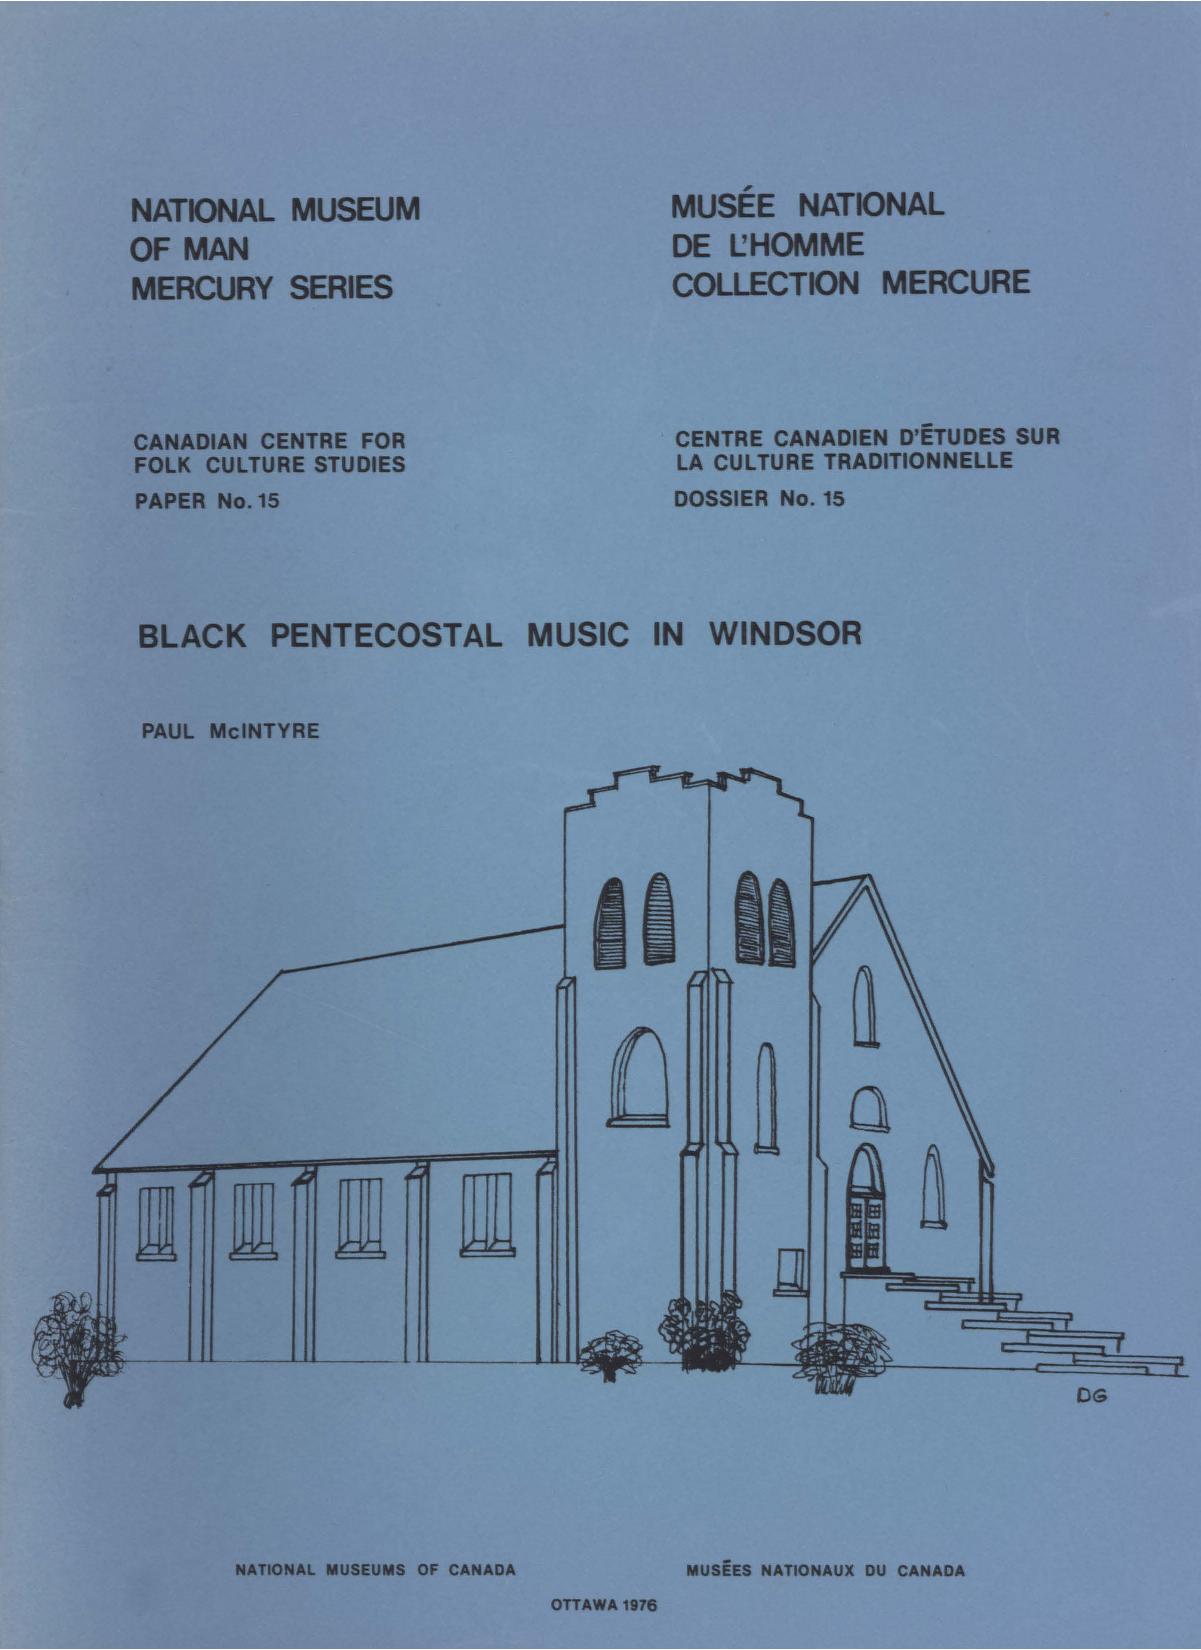 NATIONAL MUSEUM
OF MAN
MERCURY SERIES
MUSÉE NATIONAL
DE L'HOMME
COLLECTION MERCURE
CANADIAN CENTRE FOR
FOLK CULTURE STUDIES
PAPER No. 15
CENTRE CANADIEN D'ÉTUDES SUR
LA CULTURE TRADITIONNELLE
DOSSIER No. 15
BLACK PENTECOSTAL MUSIC IN WINDSOR
PAUL McINTYRE
DG
NATIONAL MUSEUMS OF CANADA
MUSÉES NATIONAUX DU CANADA
OTTAWA 1976